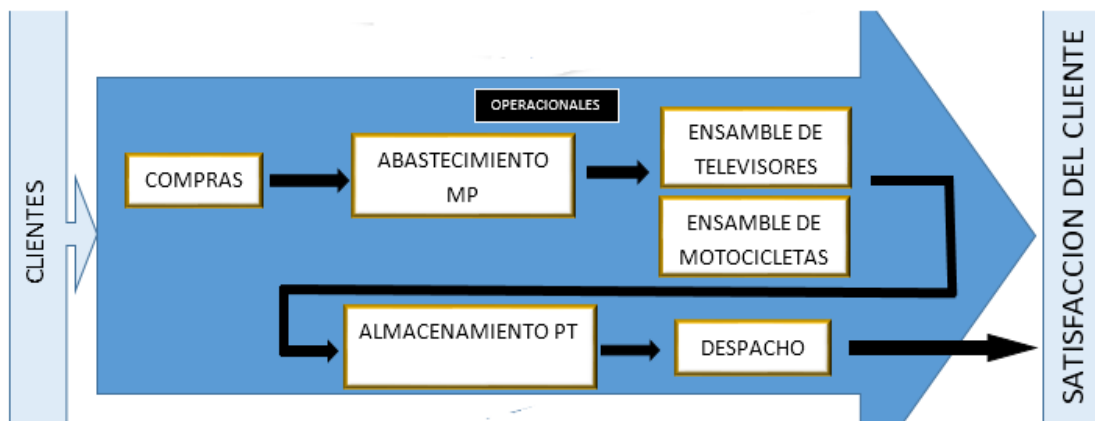 CLIENTES
OPERACIONALES
COMPRAS
ABASTECIMIENTO
MP
ENSAMBLE DE
TELEVISORES
ENSAMBLE DE
MOTOCICLETAS
ALMACENAMIENTO PT
DESPACHO
SATISFACCION DEL CLIENTE